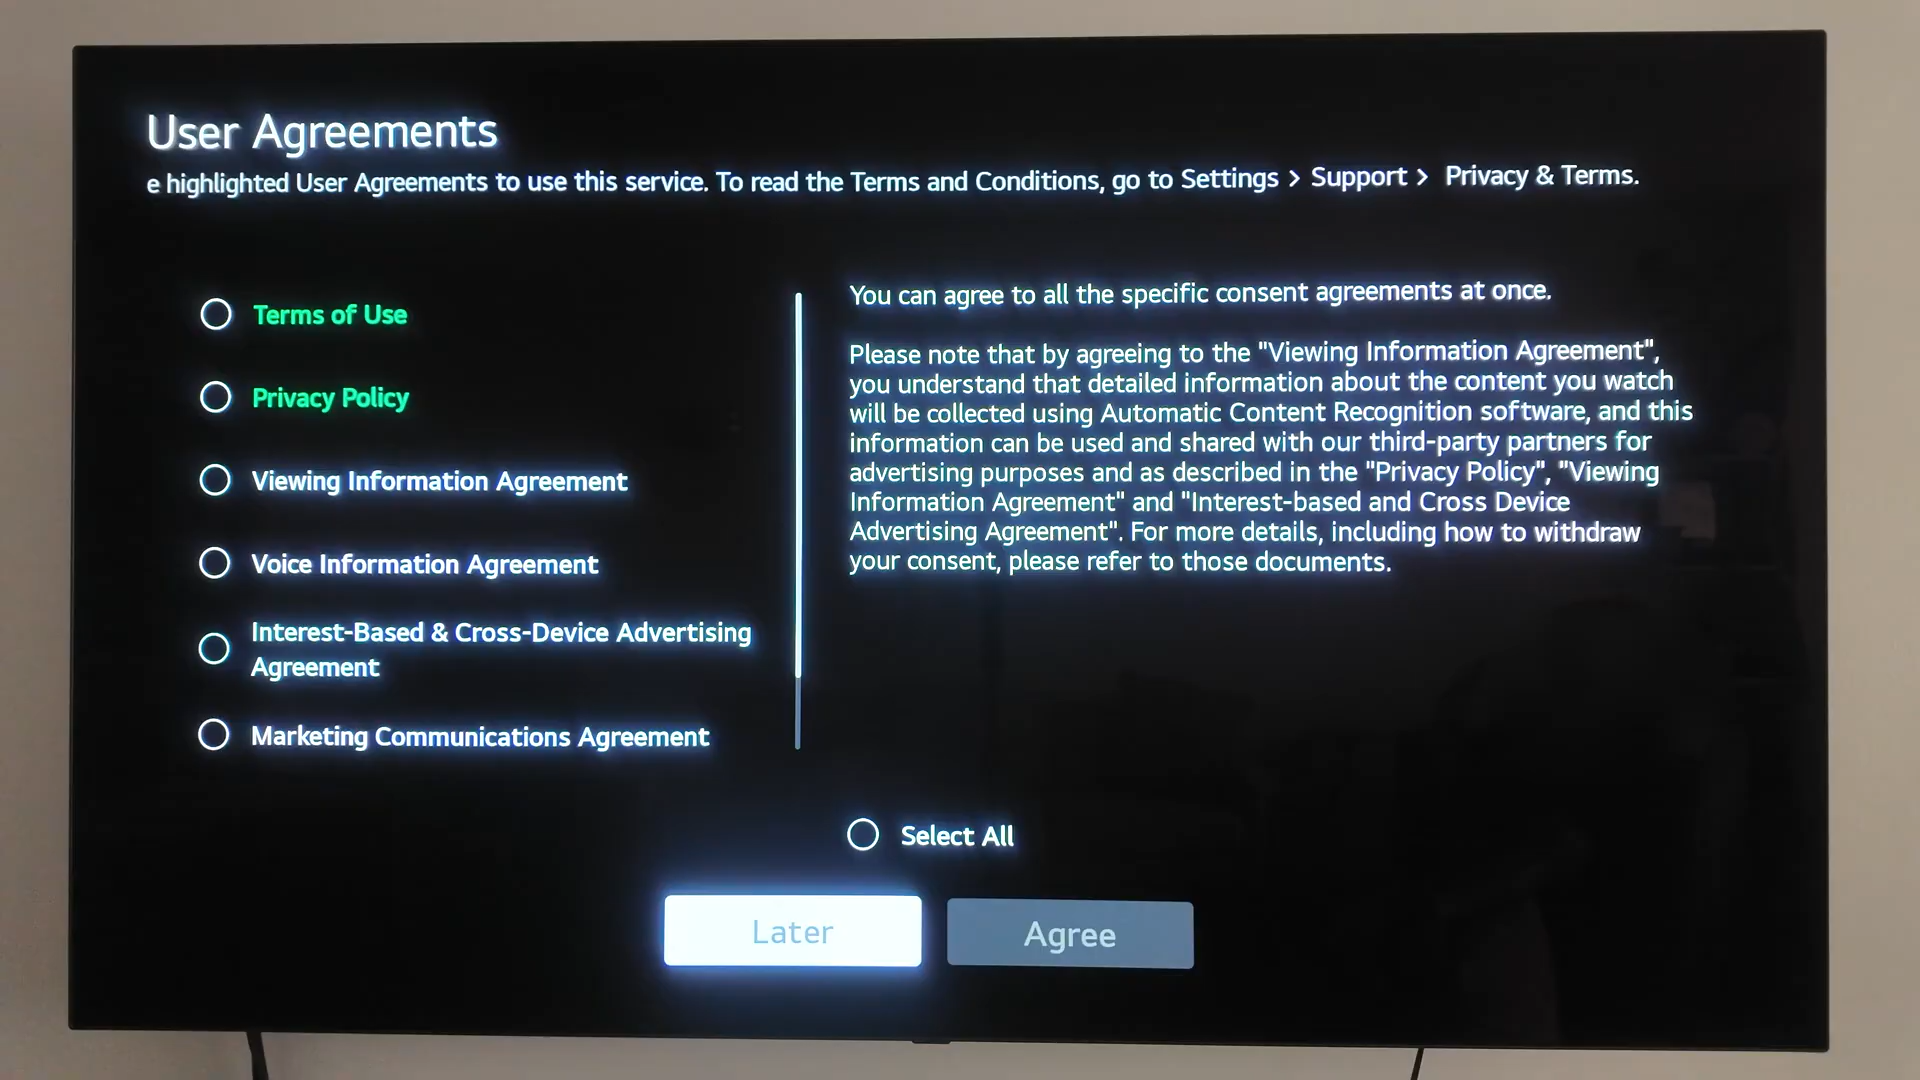 User Agreements
e highlighted User Agreements to use this service. To read the Terms and Conditions, go to Settings > Support > Privacy & Terms.
Terms of Use
Privacy Policy
Viewing Information Agreement
Voice Information Agreement
Interest-Based & Cross-Device Advertising
Agreement
Marketing Communications Agreement
You can agree to all the specific consent agreements at once.
Please note that by agreeing to the "Viewing Information Agreement",
you understand that detailed information about the content you watch
will be collected using Automatic Content Recognition software, and this
information can be used and shared with our third-party partners for
advertising purposes and as described in the "Privacy Policy", "Viewing
Information Agreement" and "Interest-based and Cross Device
Advertising Agreement". For more details, including how to withdraw
your consent, please refer to those documents.
Select All
Later
Agree